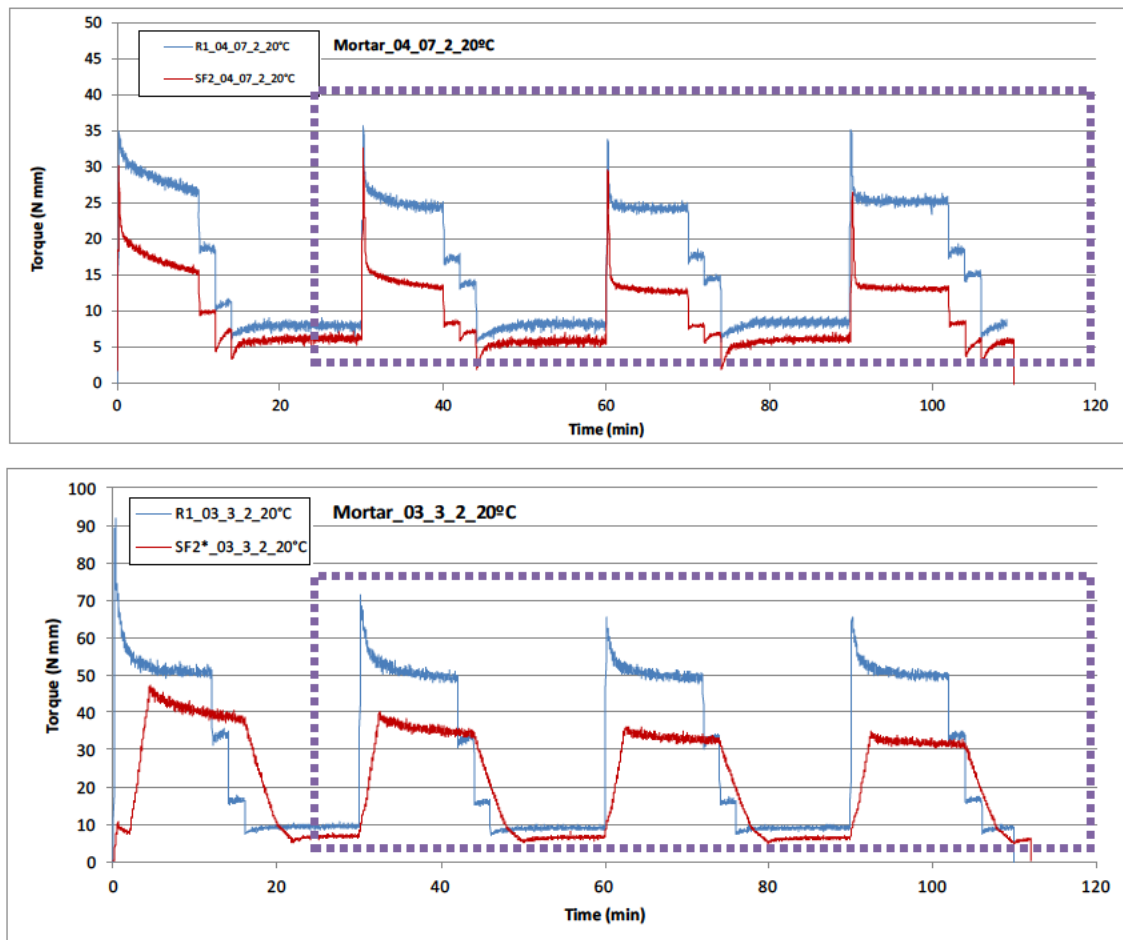 Mortar_04_07_2_20ºC
R1_04_07_2_20°C
SF2_04_07_2_20°C
Torque (N mm)
50
45
40
35
30
25
20
15
10
5
0
0 20 40 60 80 100 120
Time (min)
Mortar_03_3_2_20ºC
R1_03_3_2_20°C
SF2*_03_3_2_20°C
Torque (N mm)
100
90
80
70
60
50
40
30
20
10
0
0 20 40 60 80 100 120
Time (min)